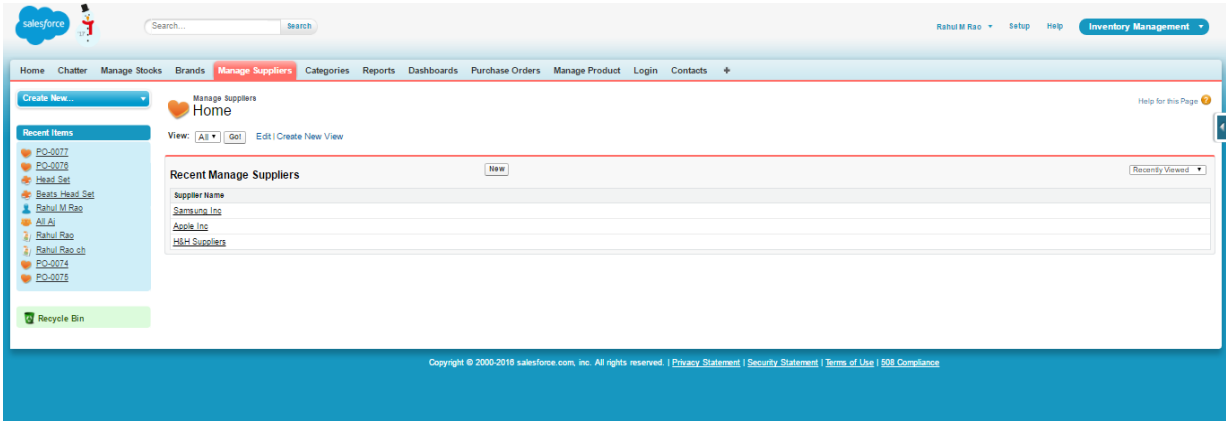 salesforce
17
Search...
Search
Rahul M Rao
Setup
Help
Inventory Management
Home Chatter Manage Stocks Brands Manage Suppliers Categories Reports Dashboards Purchase Orders Manage Product Login Contacts +
Create New...
Recent Items
PO-0077
PO-0076
Head Set
Beats Head Set
Rahul M Rao
All Aj
Rahul Rao
Rahul Rao ch
PO-0074
PO-0075
Recycle Bin
Manage Suppliers
Home
Help for this Page ?
View: All Go! Edit | Create New View
Recent Manage Suppliers
New
Recently Viewed
Supplier Name
Samsung Inc
Apple Inc
H&H Suppliers
Copyright © 2000-2016 salesforce.com, inc. All rights reserved. | Privacy Statement | Security Statement | Terms of Use | 508 Compliance